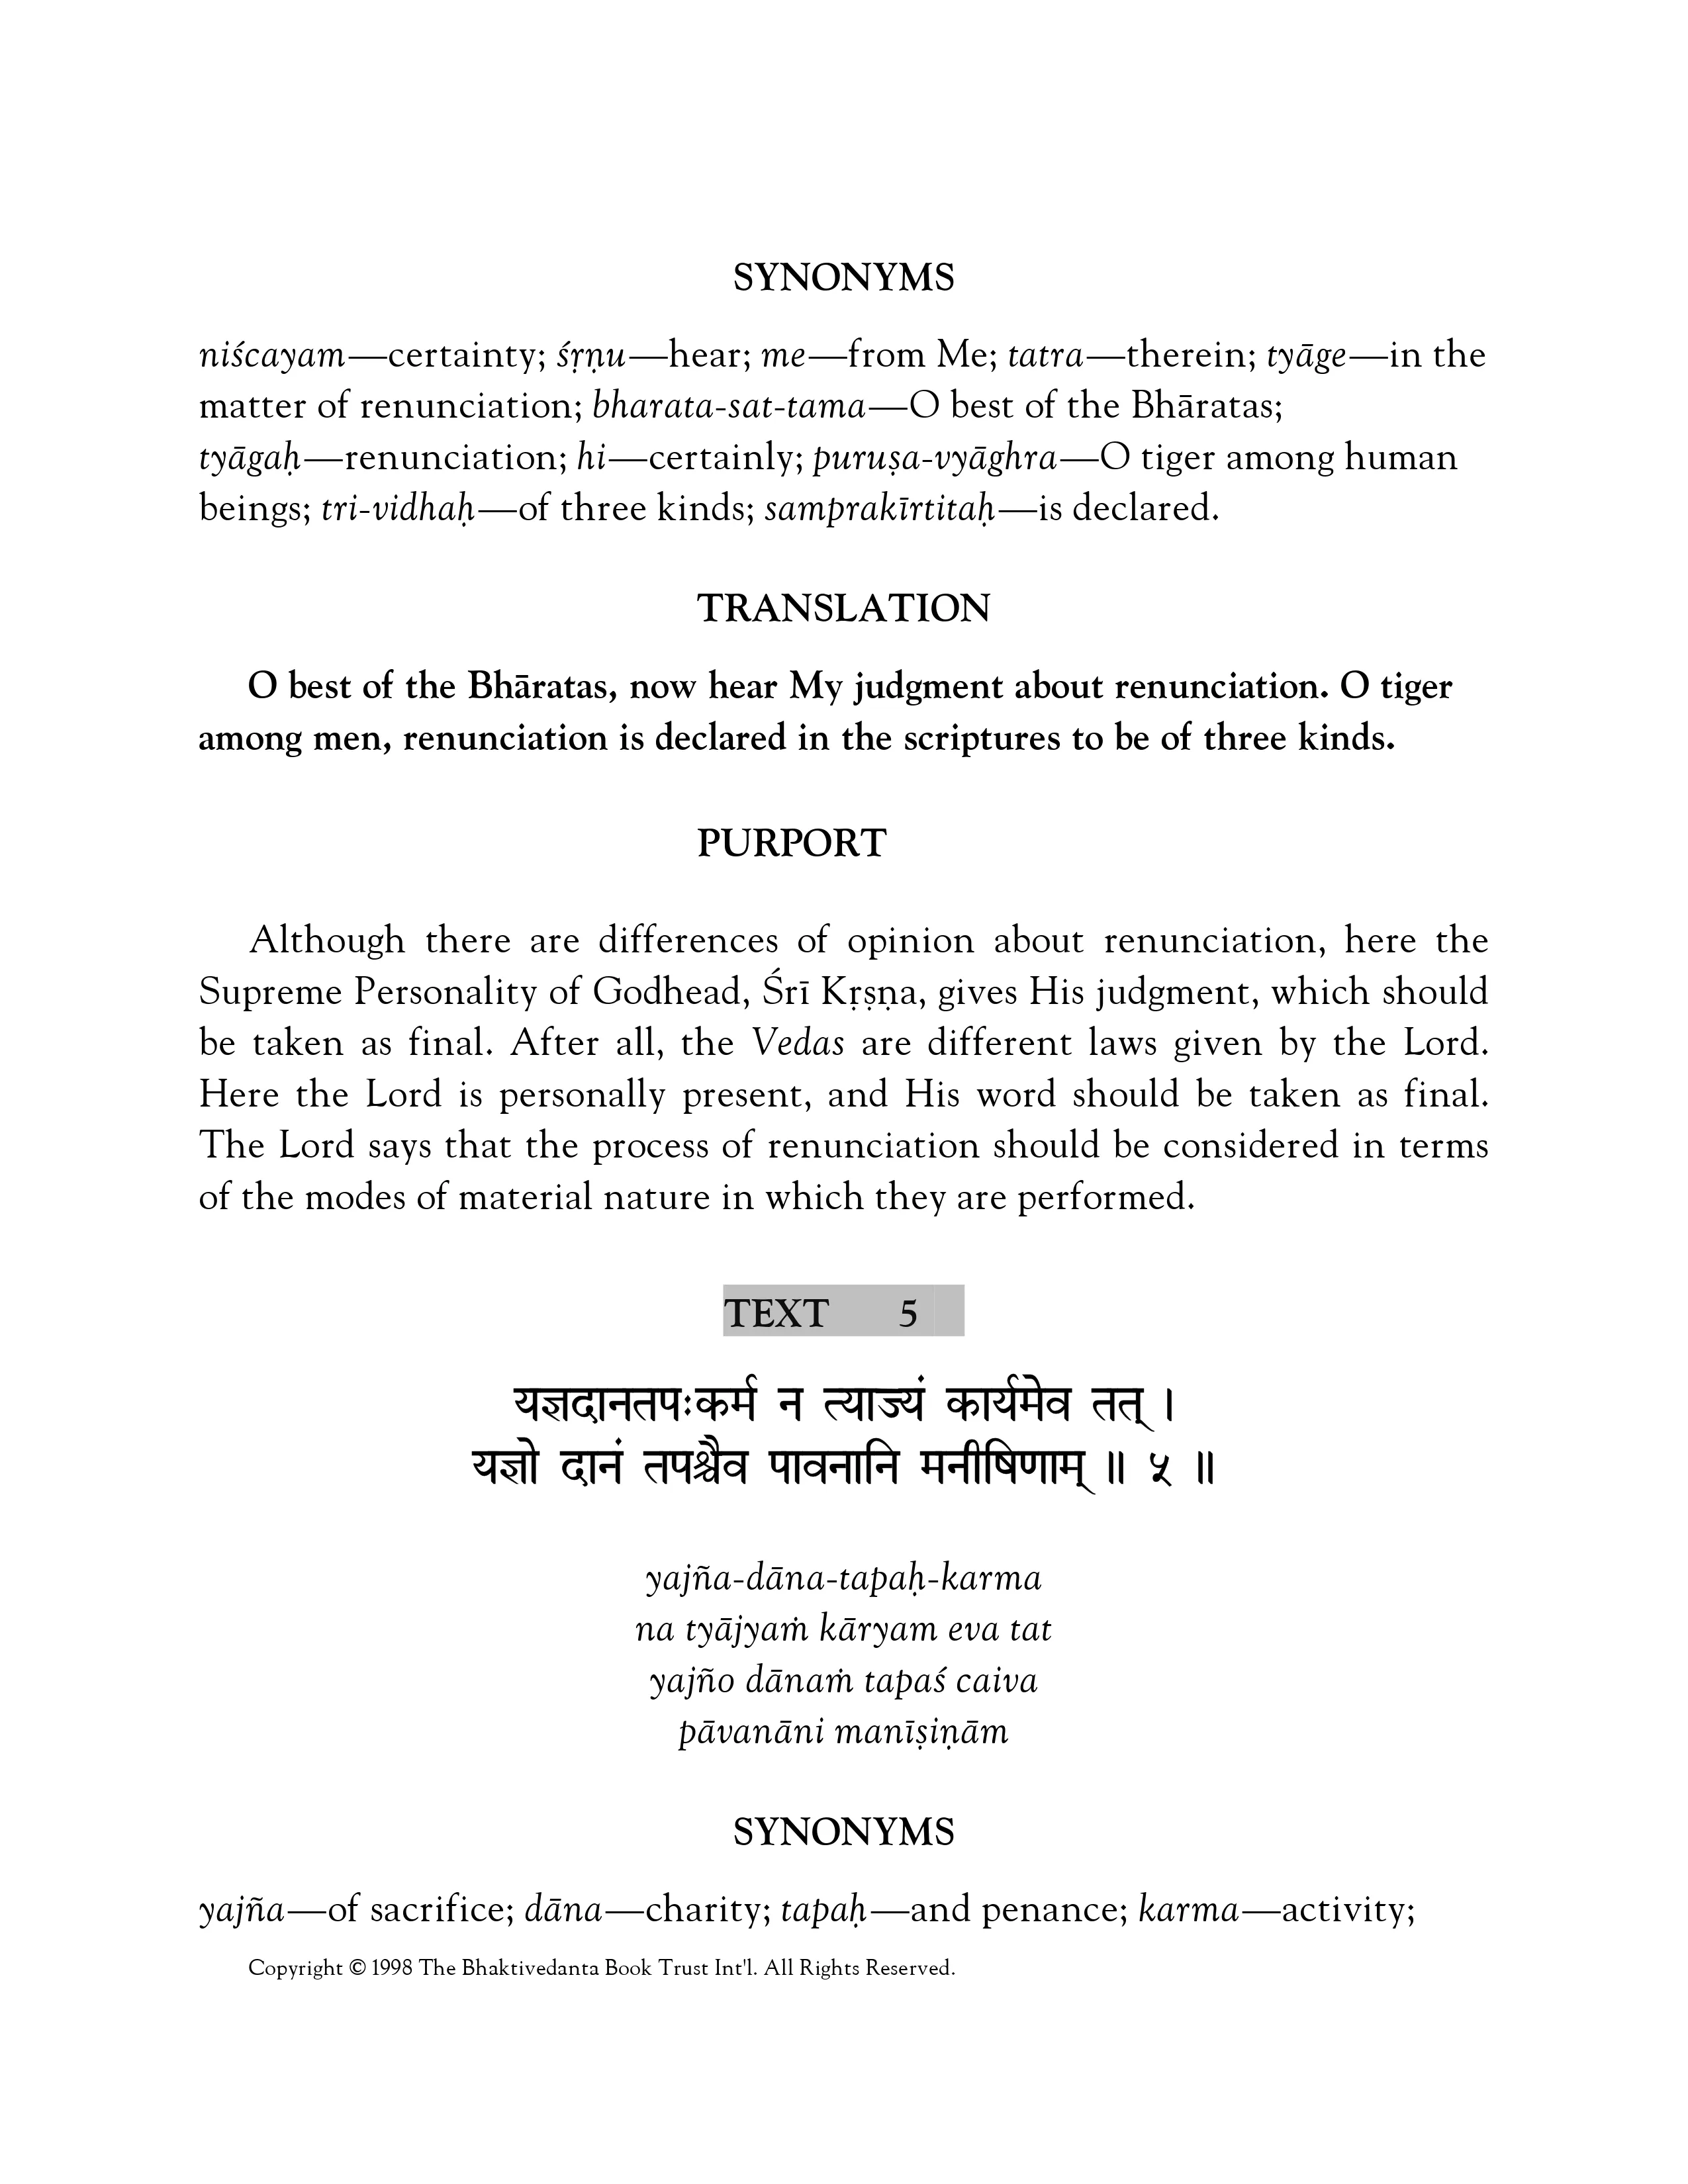 SYNONYMS
niścayam—certainty; śṛṇu—hear; me—from Me; tatra—therein; tyāge—in the
matter of renunciation; bharata-sat-tama—O best of the Bhāratas;
tyāgaḥ—renunciation; hi—certainly; puruṣa-vyāghra—O tiger among human
beings; tri-vidhaḥ—of three kinds; samprakīrtitaḥ—is declared.
TRANSLATION
O best of the Bhāratas, now hear My judgment about renunciation. O tiger
among men, renunciation is declared in the scriptures to be of three kinds.
PURPORT
Although there are differences of opinion about renunciation, here the
Supreme Personality of Godhead, Śrī Kṛṣṇa, gives His judgment, which should
be taken as final. After all, the Vedas are different laws given by the Lord.
Here the Lord is personally present, and His word should be taken as final.
The Lord says that the process of renunciation should be considered in terms
of the modes of material nature in which they are performed.
TEXT 5
यज्ञदानतपःकर्म न त्याज्यं कार्यमेव तत् ।
यज्ञो दानं तपश्चैव पावनानि मनीषिणाम् ॥ ५ ॥
yajña-dāna-tapaḥ-karma
na tyājyaṁ kāryam eva tat
yajño dānaṁ tapaś caiva
pāvanāni manīṣiṇām
SYNONYMS
yajña—of sacrifice; dāna—charity; tapaḥ—and penance; karma—activity;
Copyright © 1998 The Bhaktivedanta Book Trust Int'l. All Rights Reserved.